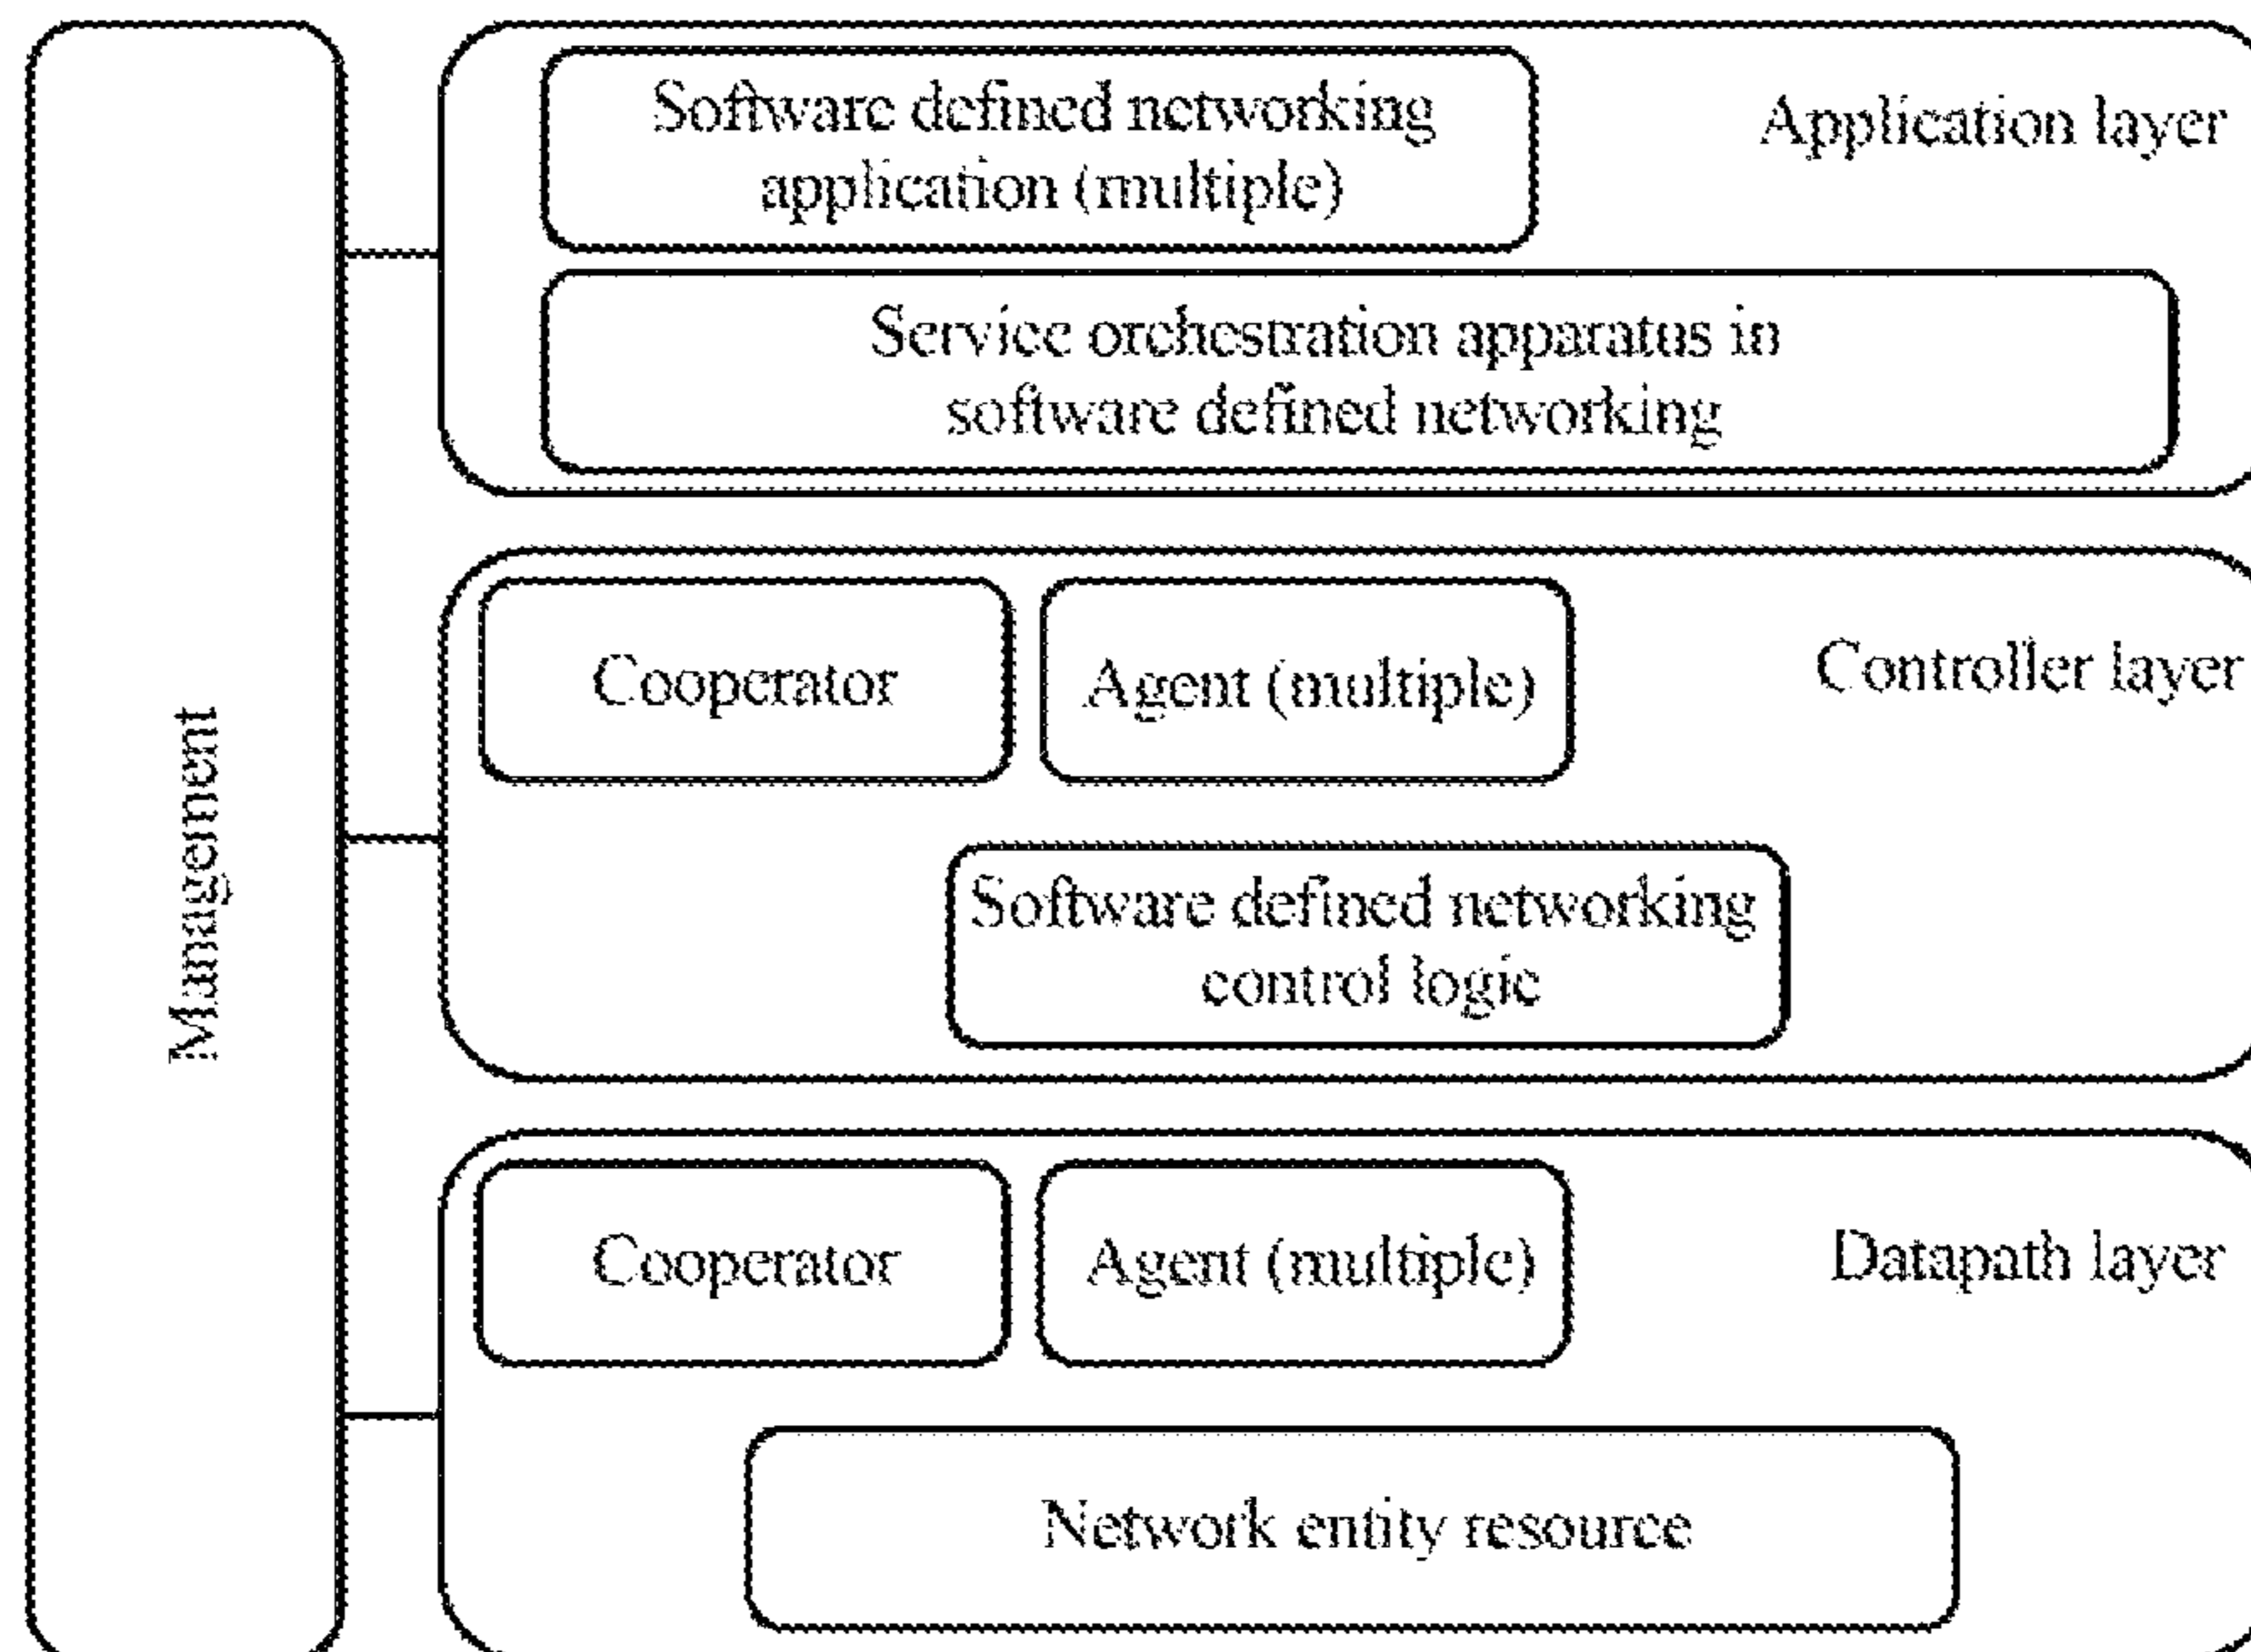 Management
Software defined networking
application (multiple)
Application layer
Service orchestration apparatus in
software defined networking
Cooperator
Agent (multiple)
Controller layer
Software defined networking
control logic
Cooperator
Agent (multiple)
Datapath layer
Network entity resource